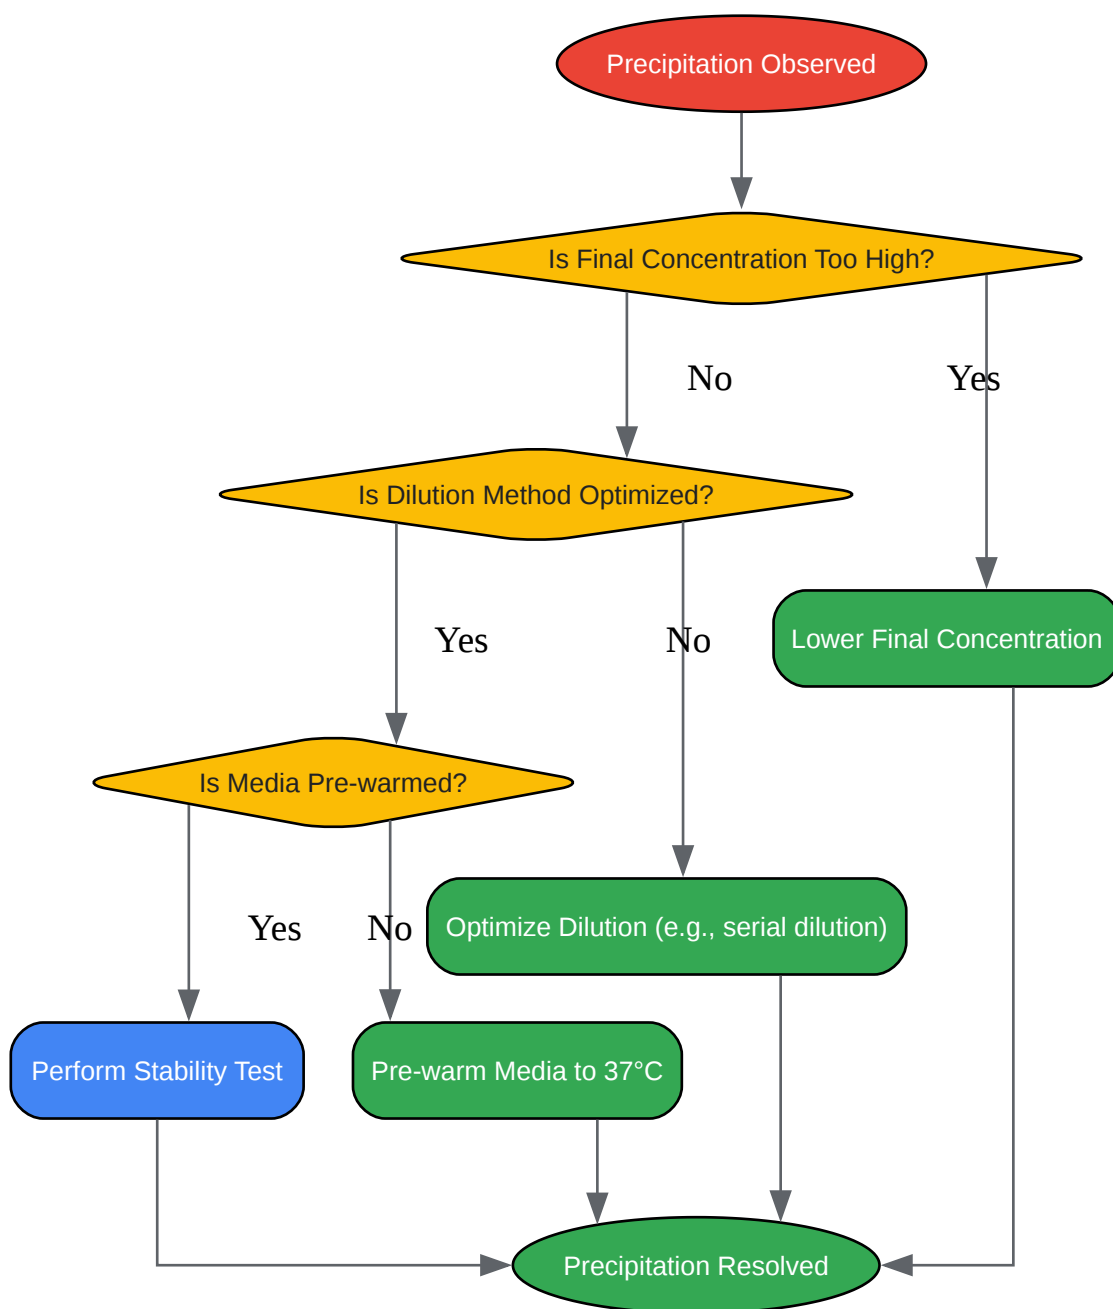 Precipitation Observed
Is Final Concentration Too High?
No
Yes
Is Dilution Method Optimized?
Yes
No
Lower Final Concentration
Is Media Pre-warmed?
Yes
No
Optimize Dilution (e.g., serial dilution)
Perform Stability Test
Pre-warm Media to 37°C
Precipitation Resolved